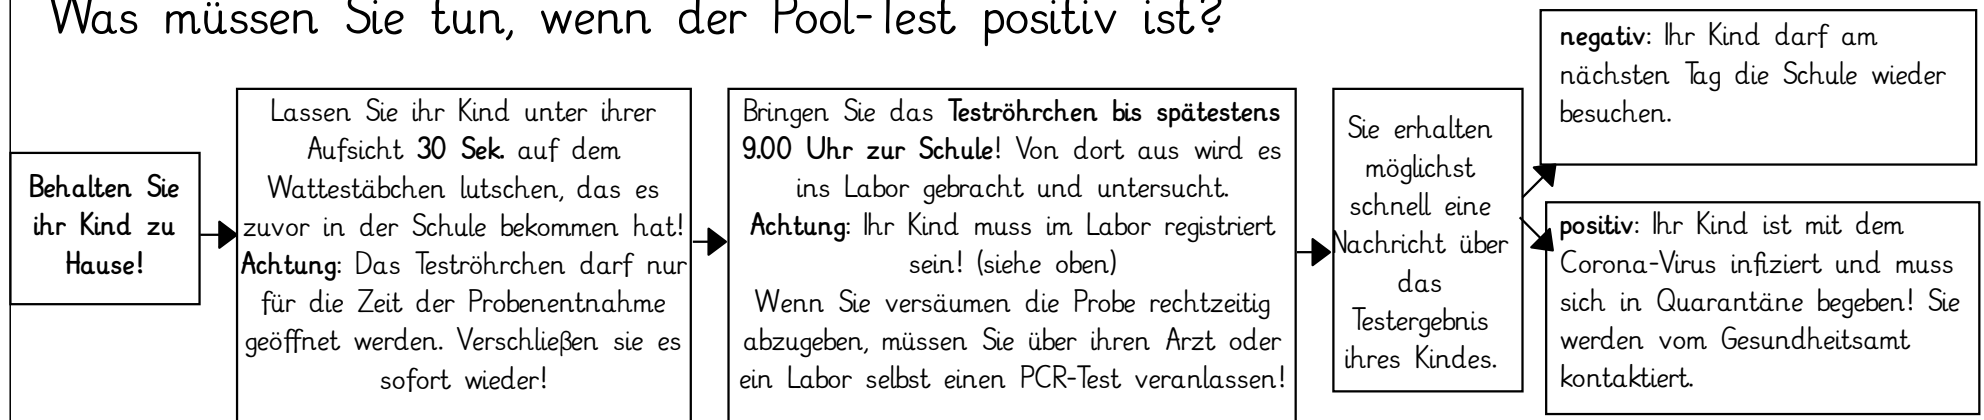 Was müssen Sie tun, wenn der Pool-Test positiv ist?
Behalten Sie
ihr Kind zu
Hause!
Lassen Sie ihr Kind unter ihrer
Aufsicht 30 Sek. auf dem
Wattestäbchen lutschen, das es
zuvor in der Schule bekommen hat!
Achtung: Das Teströhrchen darf nur
für die Zeit der Probenentnahme
geöffnet werden. Verschließen sie es
sofort wieder!
Bringen Sie das Teströhrchen bis spätestens
9.00 Uhr zur Schule! Von dort aus wird es
ins Labor gebracht und untersucht.
Achtung: Ihr Kind muss im Labor registriert
sein! (siehe oben)
Wenn Sie versäumen die Probe rechtzeitig
abzugeben, müssen Sie über ihren Arzt oder
ein Labor selbst einen PCR-Test veranlassen!
Sie erhalten
möglichst
schnell eine
Nachricht über
das
Testergebnis
ihres Kindes.
negativ: Ihr Kind darf am
nächsten Tag die Schule wieder
besuchen.
positiv: Ihr Kind ist mit dem
Corona-Virus infiziert und muss
sich in Quarantäne begeben! Sie
werden vom Gesundheitsamt
kontaktiert.